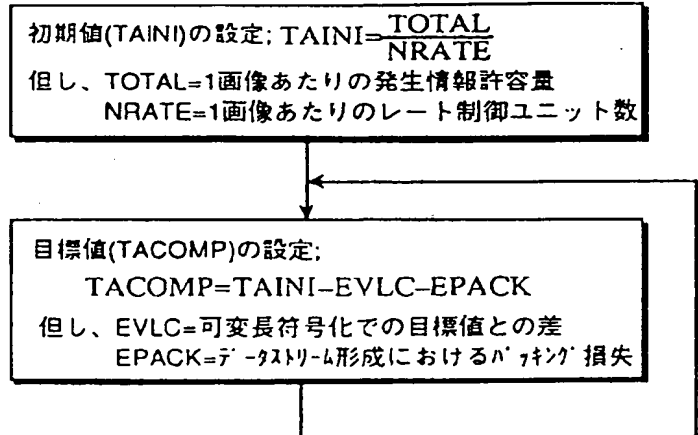 初期値(TAINI)の設定; TAINI=TOTAL/NRATE
但し、TOTAL=1画像あたりの発生情報許容量
NRATE=1画像あたりのレート制御ユニット数
目標値(TACOMP)の設定;
TACOMP=TAINI–EVLC–EPACK
但し、EVLC=可変長符号化での目標値との差
EPACK=ﾃﾞｰﾀｽﾄﾘｰﾑ形成におけるﾊﾟｯｷﾝｸﾞ損失